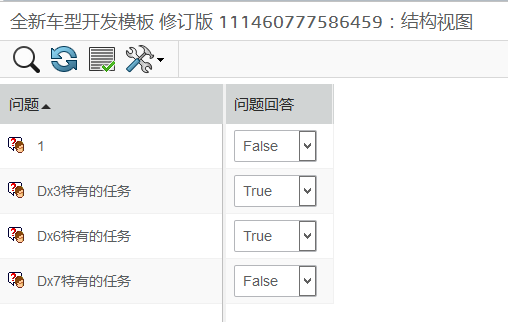 全新车型开发模板 修订版 111460777586459：结构视图
问题 问题回答
1 False
Dx3特有的任务 True
Dx6特有的任务 True
Dx7特有的任务 False